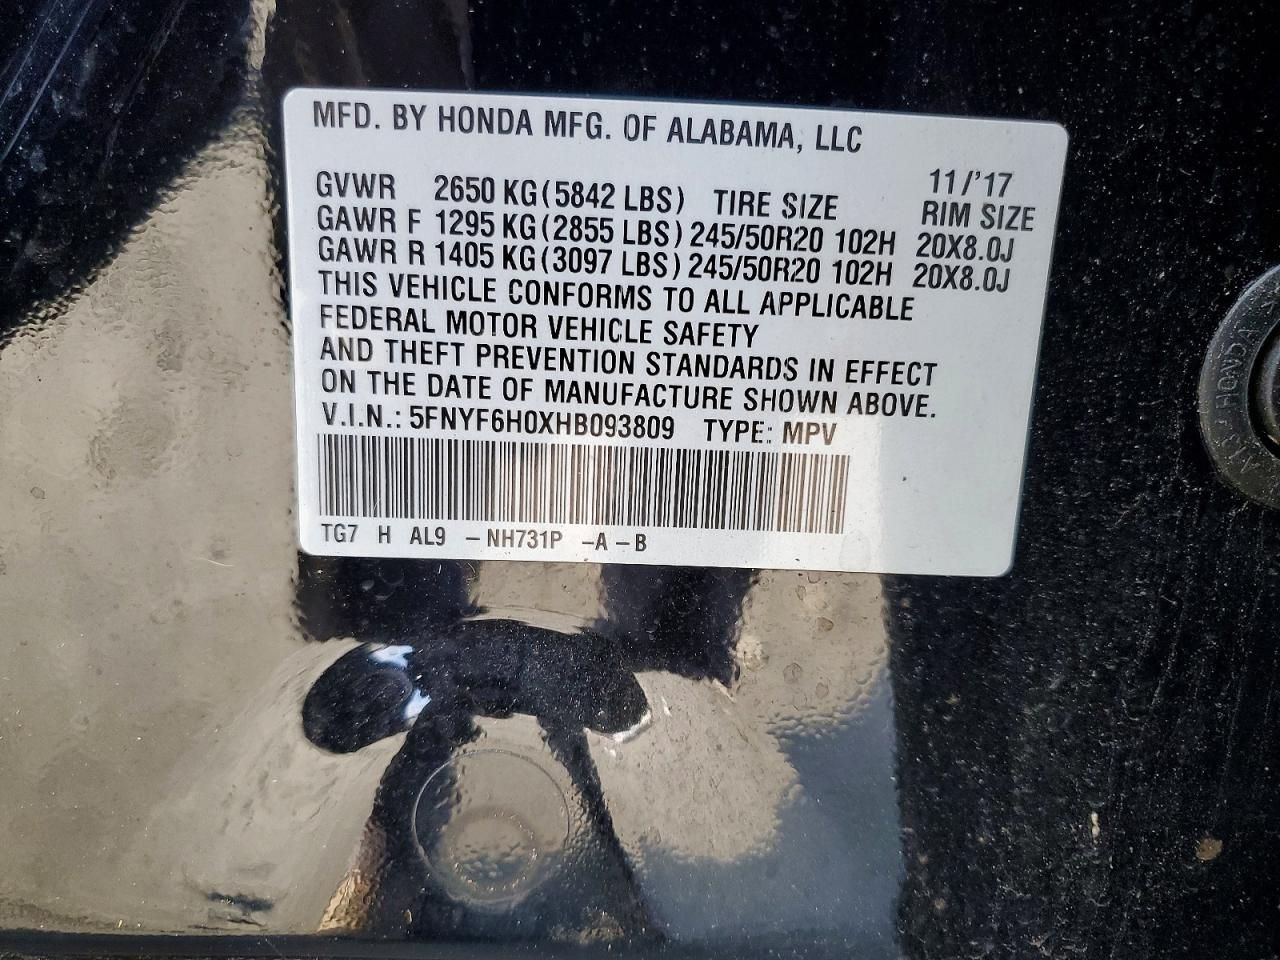 MFD. BY HONDA MFG. OF ALABAMA, LLC
11/'17
GVWR 2650 KG (5842 LBS) TIRE SIZE RIM SIZE
GAWR F 1295 KG (2855 LBS) 245/50R20 102H 20X8.0J
GAWR R 1405 KG (3097 LBS) 245/50R20 102H 20X8.0J
THIS VEHICLE CONFORMS TO ALL APPLICABLE
FEDERAL MOTOR VEHICLE SAFETY
AND THEFT PREVENTION STANDARDS IN EFFECT
ON THE DATE OF MANUFACTURE SHOWN ABOVE.
V.I.N.: 5FNYF6H0XHB093809 TYPE: MPV
TG7 H AL9 -NH731P -A -B
HONDA